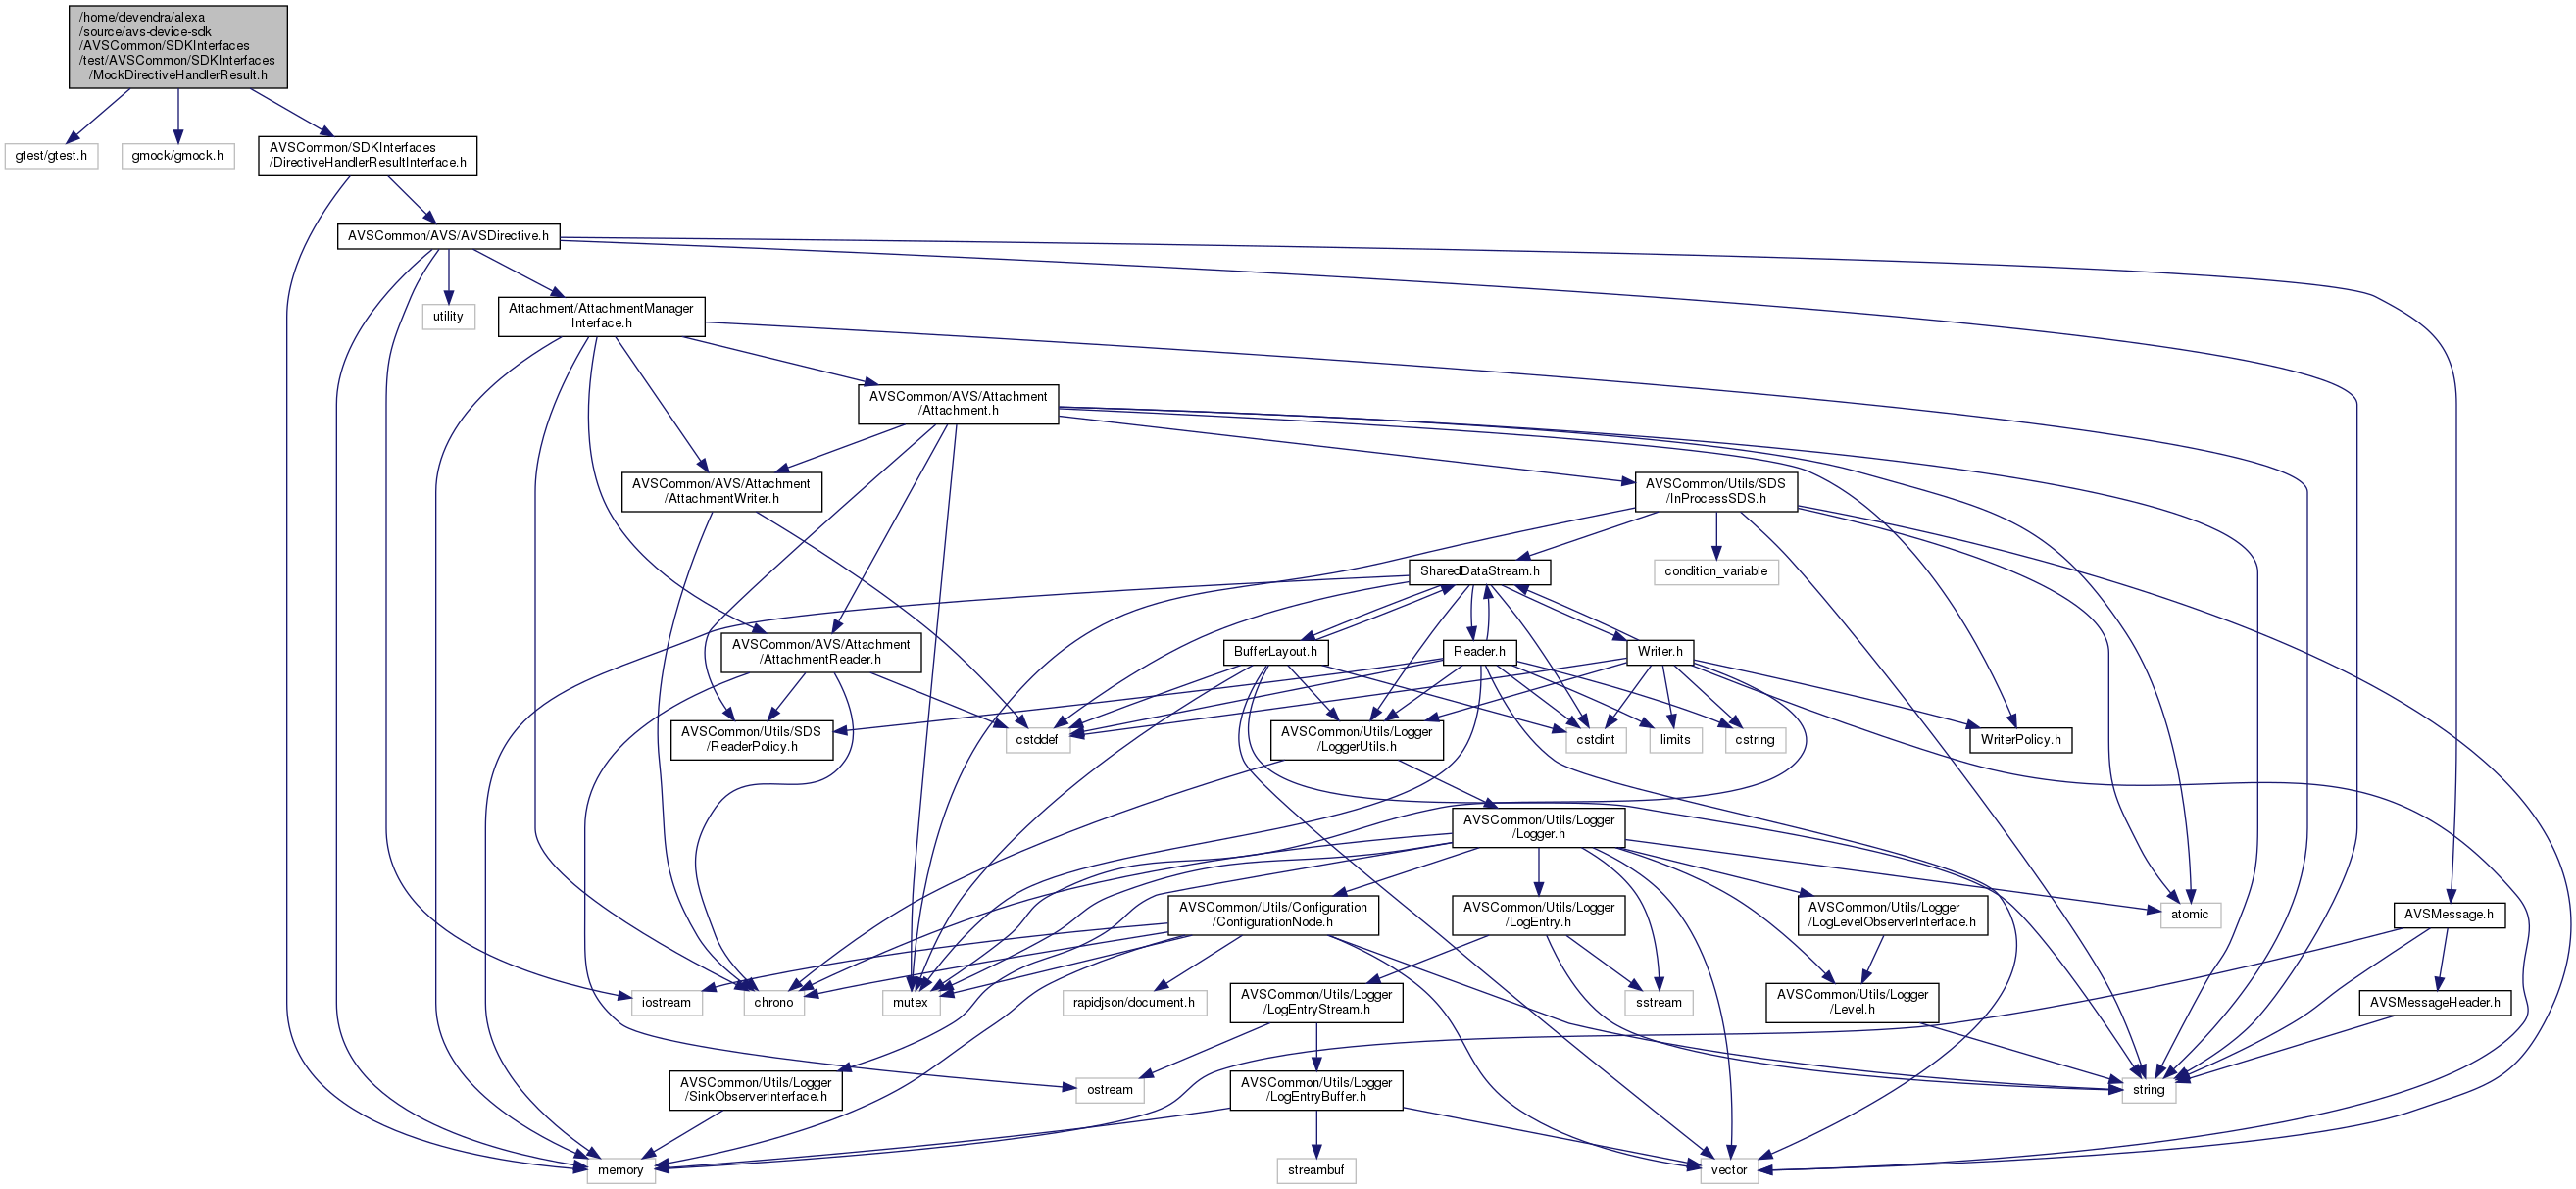 /home/devendra/alexa
/source/avs-device-sdk
/AVSCommon/SDKInterfaces
/test/AVSCommon/SDKInterfaces
/MockDirectiveHandlerResult.h
gtest/gtest.h
gmock/gmock.h
AVSCommon/SDKInterfaces
/DirectiveHandlerResultInterface.h
AVSCommon/AVS/AVSDirective.h
utility
Attachment/AttachmentManager
Interface.h
AVSCommon/AVS/Attachment
/Attachment.h
AVSCommon/AVS/Attachment
/AttachmentWriter.h
AVSCommon/Utils/SDS
/InProcessSDS.h
SharedDataStream.h
condition_variable
AVSCommon/AVS/Attachment
/AttachmentReader.h
BufferLayout.h
Reader.h
Writer.h
AVSCommon/Utils/SDS
/ReaderPolicy.h
cstddef
AVSCommon/Utils/Logger
/LoggerUtils.h
cstdint
limits
cstring
WriterPolicy.h
AVSCommon/Utils/Logger
/Logger.h
AVSCommon/Utils/Configuration
/ConfigurationNode.h
AVSCommon/Utils/Logger
/LogEntry.h
AVSCommon/Utils/Logger
/LogLevelObserverInterface.h
atomic
AVSMessage.h
iostream
chrono
mutex
rapidjson/document.h
AVSCommon/Utils/Logger
/LogEntryStream.h
sstream
AVSCommon/Utils/Logger
/Level.h
AVSMessageHeader.h
AVSCommon/Utils/Logger
/SinkObserverInterface.h
ostream
AVSCommon/Utils/Logger
/LogEntryBuffer.h
string
memory
streambuf
vector